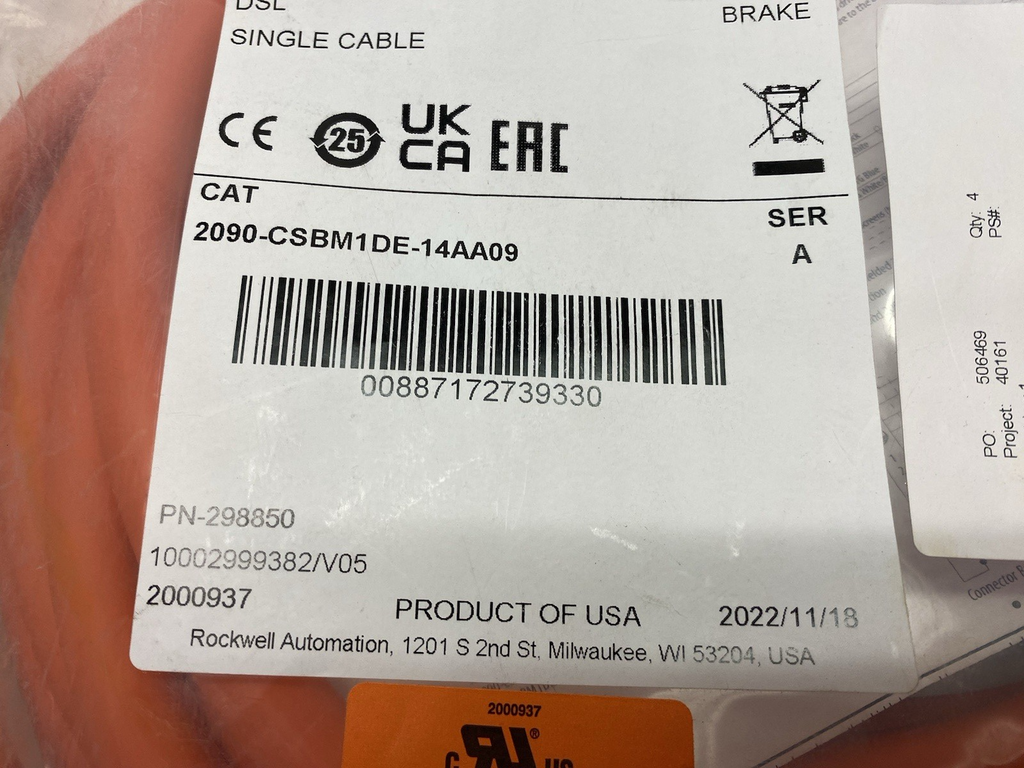 DSL
BRAKE
SINGLE CABLE
CE
25
UK
CA
EAC
CAT
SER
2090-CSBM1DE-14AA09
A
00887172739330
PN-298850
10002999382/V05
2000937
PRODUCT OF USA
2022/11/18
Rockwell Automation, 1201 S 2nd St, Milwaukee, WI 53204, USA
2000937
Qty: 4
PS#:
PO: 506469
Project: 40161
Connector